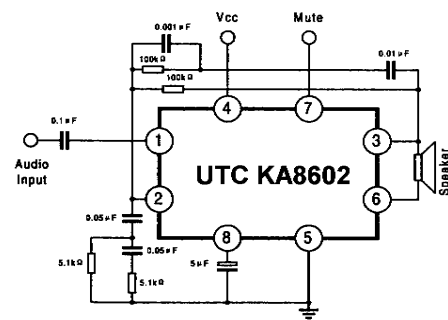 Vcc Mute
0.001µF
100kΩ
0.01µF
100kΩ
4 7
0.1µF
1 3
Audio
Input
UTC KA8602
Speaker
2 6
0.05µF
8 5
0.05µF
5.1kΩ
5µF
5.1kΩ